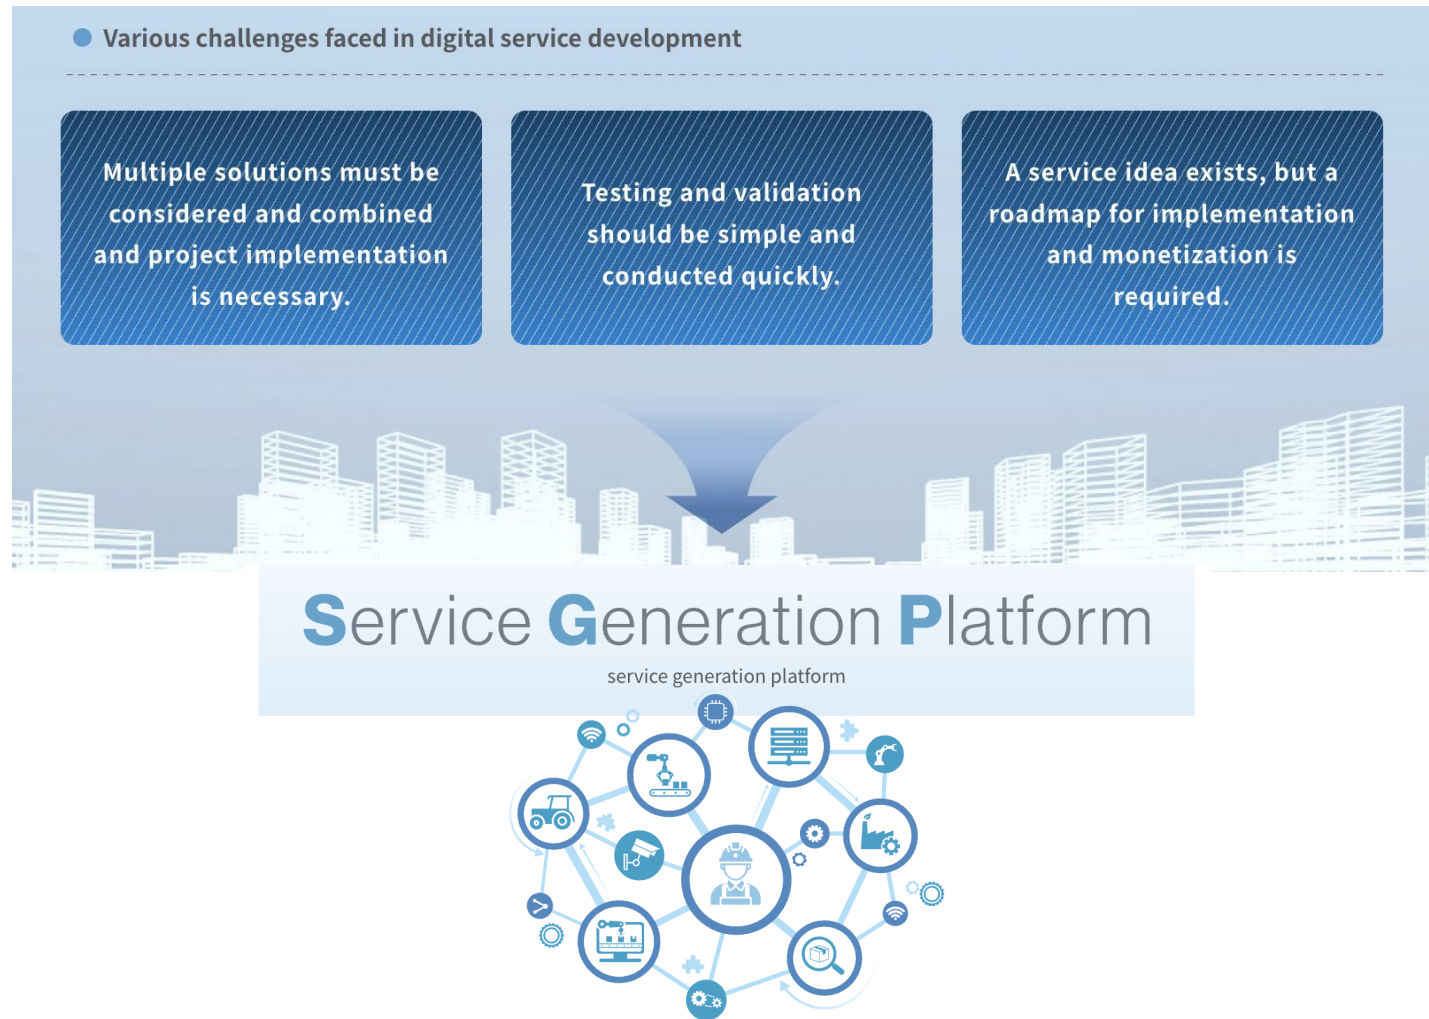 Various challenges faced in digital service development
Multiple solutions must be
considered and combined
and project implementation
is necessary.
Testing and validation
should be simple and
conducted quickly.
A service idea exists, but a
roadmap for implementation
and monetization is
required.
Service Generation Platform
service generation platform